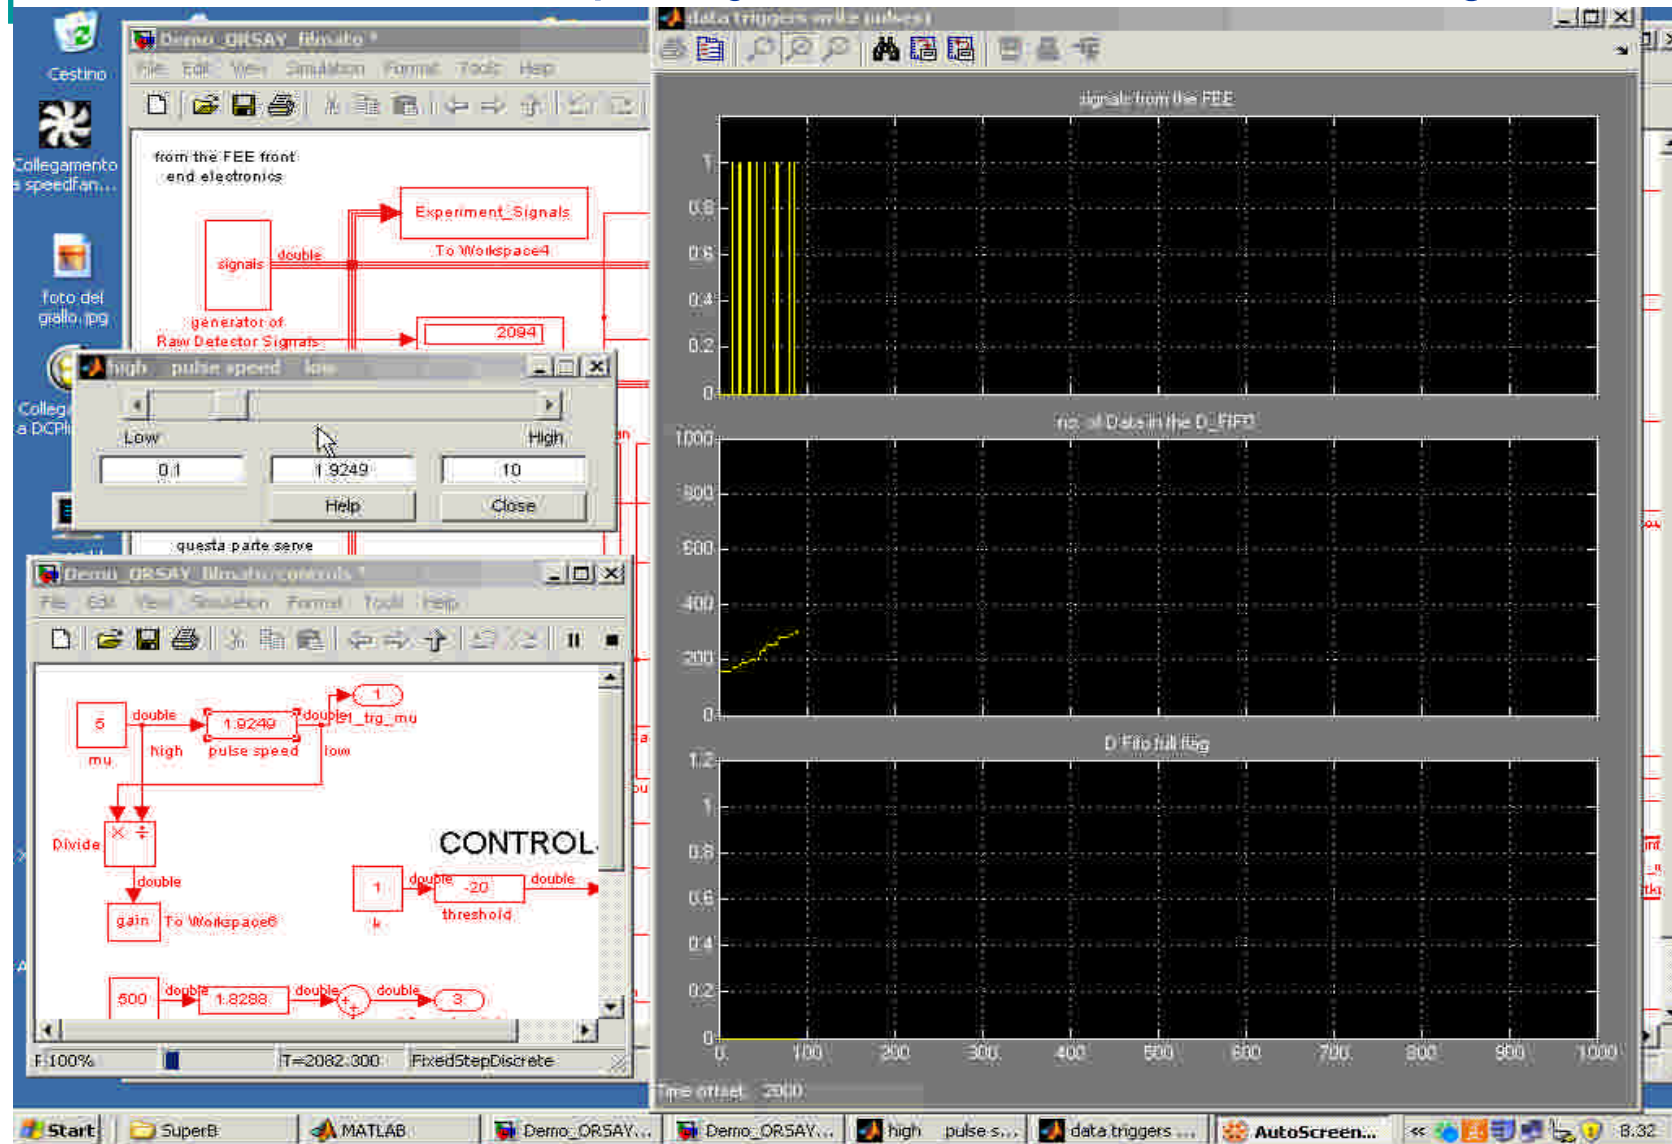 Cestino
Collegamento
a speedfan...
foto del
giallo.jpg
Demo_ORSAY_filmato *
File Edit View Simulation Format Tools Help
from the FEE front
end electronics
signals
double
generator of
Raw Detector Signals
Experiment_Signals
To Workspace4
2094
high pulse speed low
Low
High
0.1
1.9249
10
Help
Close
questa parte serve
Demo_ORSAY_filmato/controls *
File Edit View Simulation Format Tools Help
5
mu
double
high
1.9249
pulse speed
double
low
1
t_trg_mu
Divide
double
gain
To Workspace6
CONTROL
1
k
double
-20
threshold
double
500
double
1.8288
double
double
3
100%
T=2082.300
FixedStepDiscrete
data triggers write pulses)
signals from the FEE
1
0.8
0.6
0.4
0.2
0
no. of Data in the D_FIFO
1000
800
600
400
200
0
D Fifo full flag
1.2
1
0.8
0.6
0.4
0.2
0
0 100 200 300 400 500 600 700 800 900 1000
Time offset: 2000
Start
SuperB
MATLAB
Demo_ORSAY...
Demo_ORSAY...
high pulse s...
data triggers ...
AutoScreen...
«
8.32